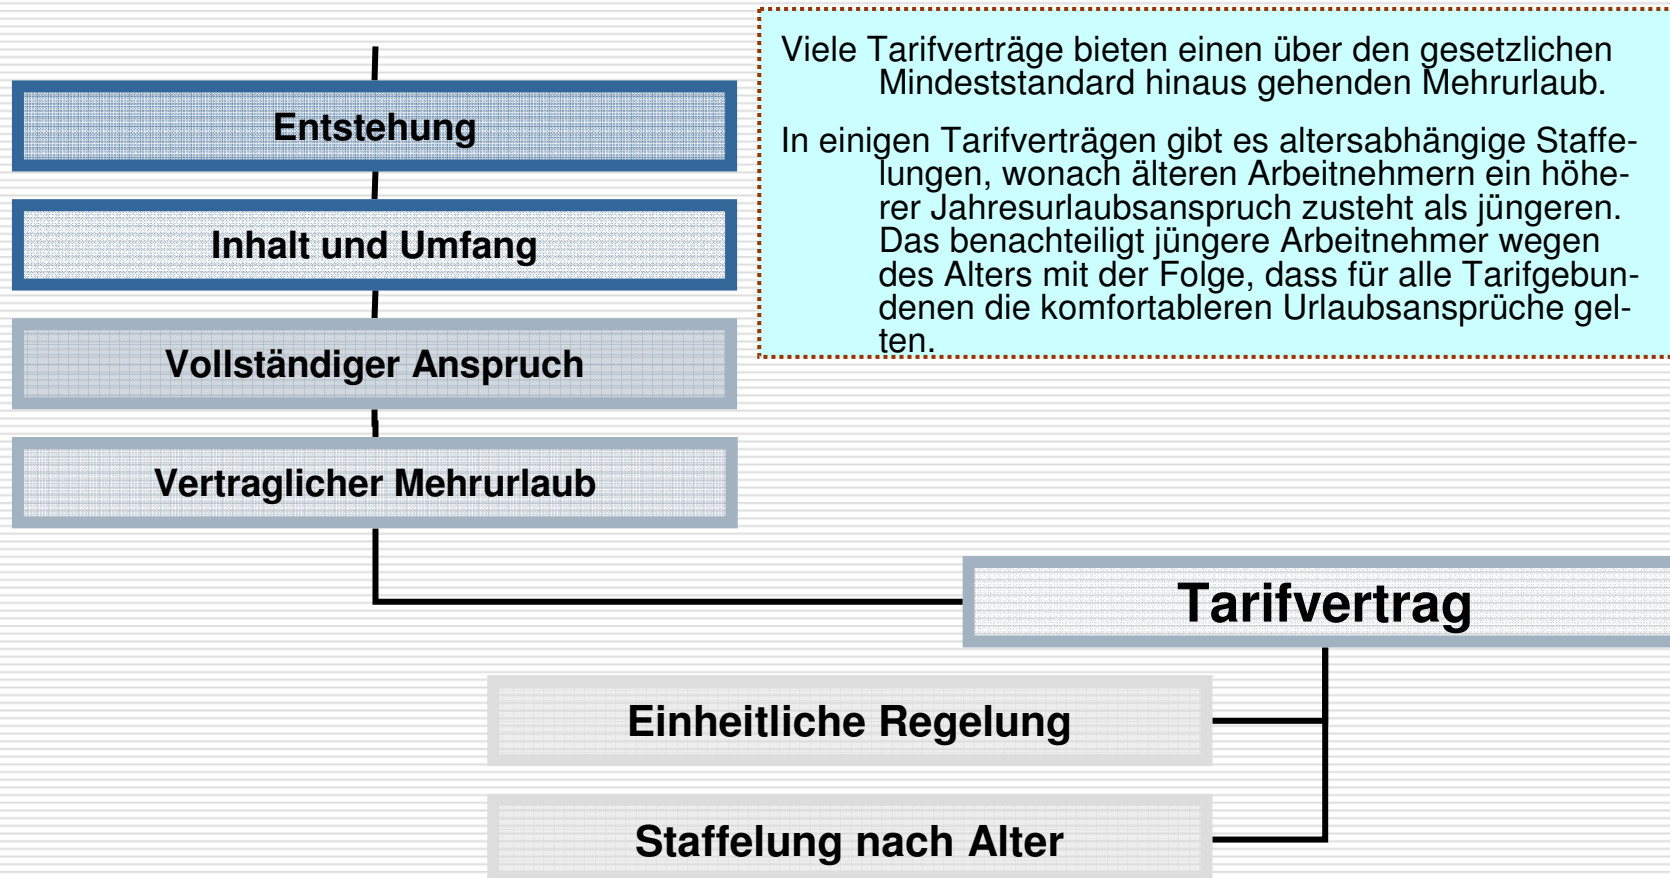 Entstehung
Inhalt und Umfang
Vollständiger Anspruch
Vertraglicher Mehrurlaub
Viele Tarifverträge bieten einen über den gesetzlichen
Mindeststandard hinaus gehenden Mehrurlaub.
In einigen Tarifverträgen gibt es altersabhängige Staffe-
lungen, wonach älteren Arbeitnehmern ein höhe-
rer Jahresurlaubsanspruch zusteht als jüngeren.
Das benachteiligt jüngere Arbeitnehmer wegen
des Alters mit der Folge, dass für alle Tarifgebun-
denen die komfortableren Urlaubsansprüche gel-
ten.
Tarifvertrag
Einheitliche Regelung
Staffelung nach Alter